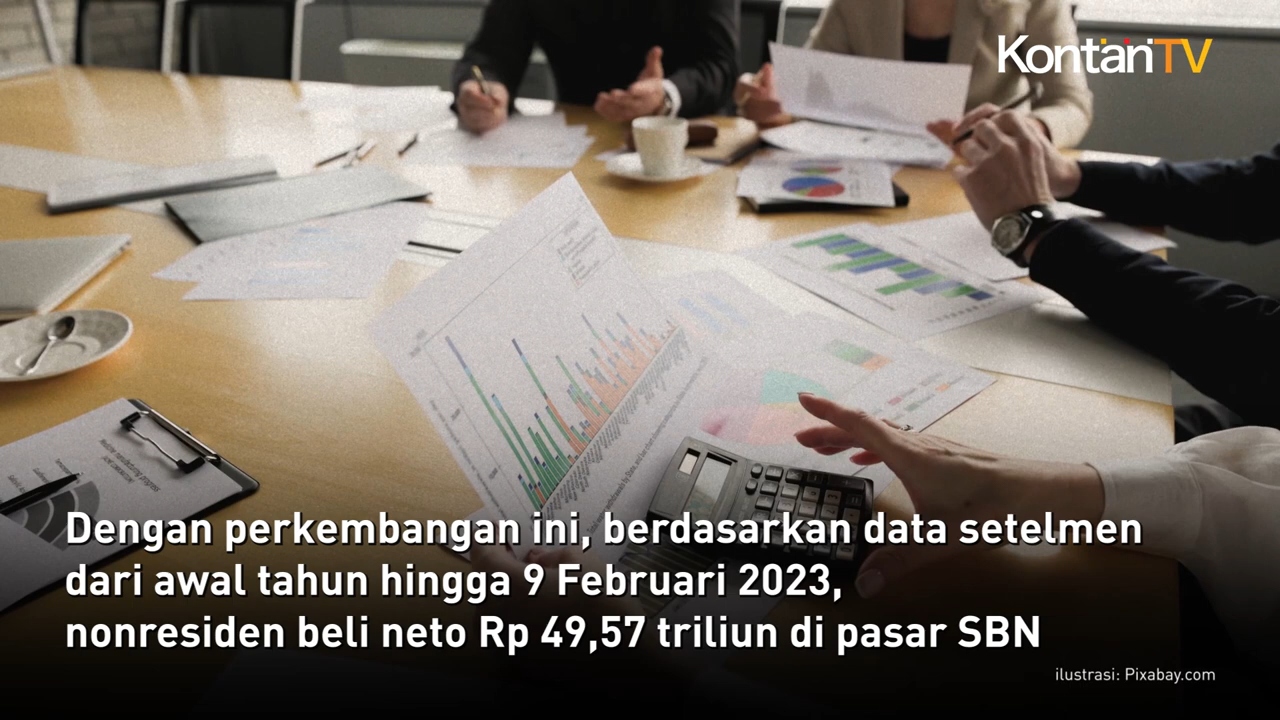 KontanTV
Dengan perkembangan ini, berdasarkan data setelmen
dari awal tahun hingga 9 Februari 2023,
nonresiden beli neto Rp 49,57 triliun di pasar SBN
ilustrasi: Pixabay.com